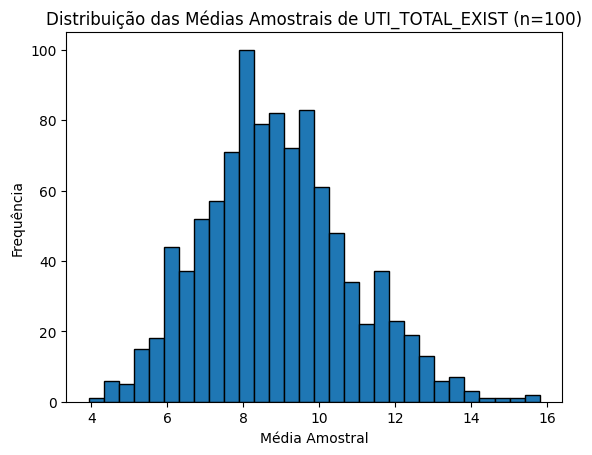 Distribuição das Médias Amostrais de UTI_TOTAL_EXIST (n=100)
100
80
60
40
20
0
Frequência
4 6 8 10 12 14 16
Média Amostral